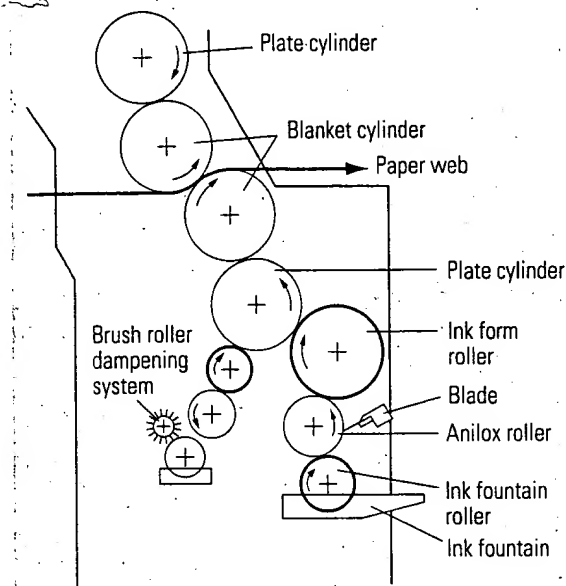 Plate cylinder
Blanket cylinder
Paper web
Plate cylinder
Brush roller
dampening
system
Ink form
roller
Blade
Anilox roller
Ink fountain
roller
Ink fountain